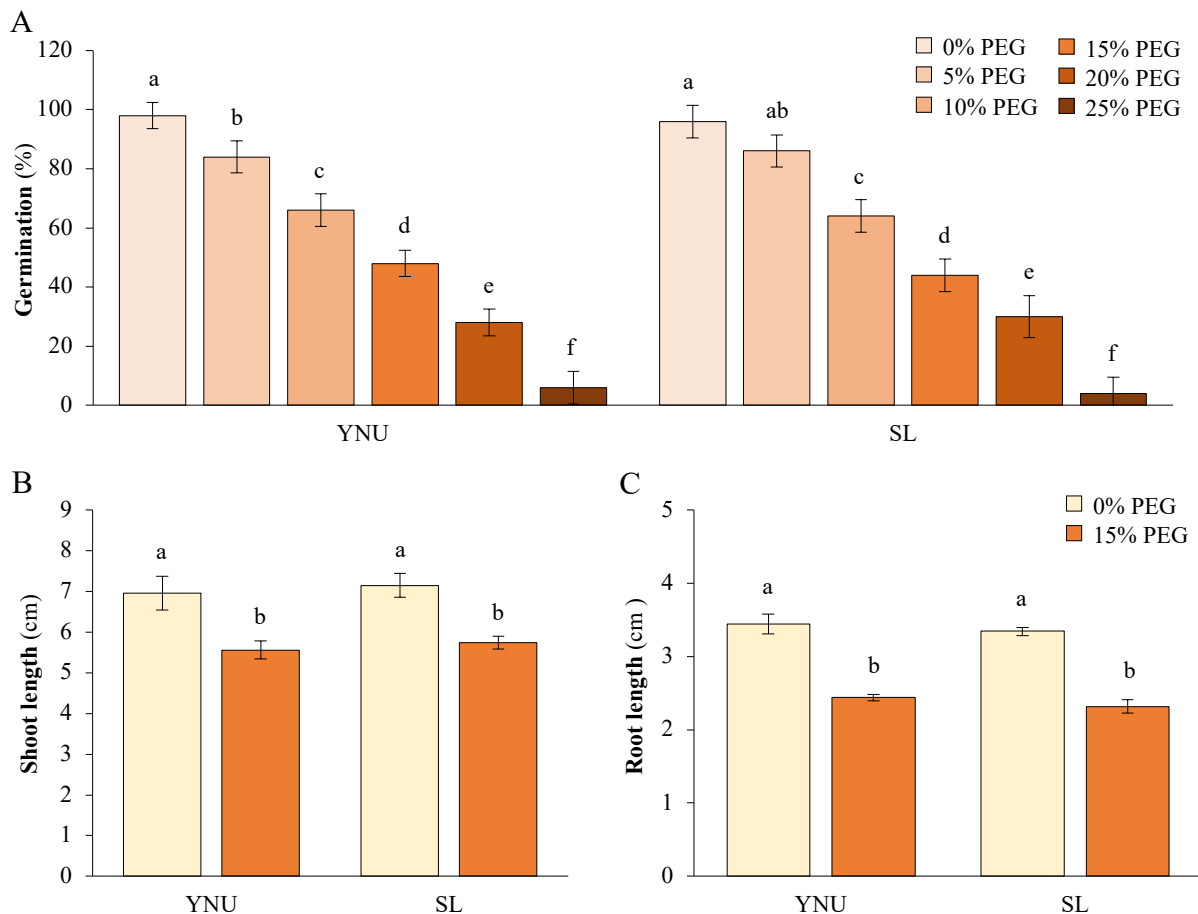 A
120
100
80
60
40
20
0
Germination (%)
a
b
c
d
e
f
a
ab
c
d
e
f
YNU
SL
0% PEG
5% PEG
10% PEG
15% PEG
20% PEG
25% PEG
B
9
8
7
6
5
4
3
2
1
0
Shoot length (cm)
a
b
a
b
YNU
SL
C
5
4
3
2
1
0
Root length (cm )
a
b
a
b
YNU
SL
0% PEG
15% PEG